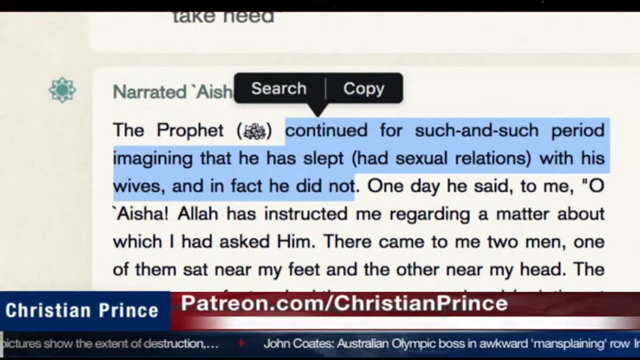 take need"
Narrated `Aish
Search
Copy
The Prophet (ﷺ) continued for such-and-such period
imagining that he has slept (had sexual relations) with his
wives, and in fact he did not. One day he said, to me, "O
`Aisha! Allah has instructed me regarding a matter about
which I had asked Him. There came to me two men, one
of them sat near my feet and the other near my head. The
Christian Prince
Patreon.com/ChristianPrince
pictures show the extent of destruction,...
John Coates: Australian Olympic boss in awkward 'mansplaining' row In